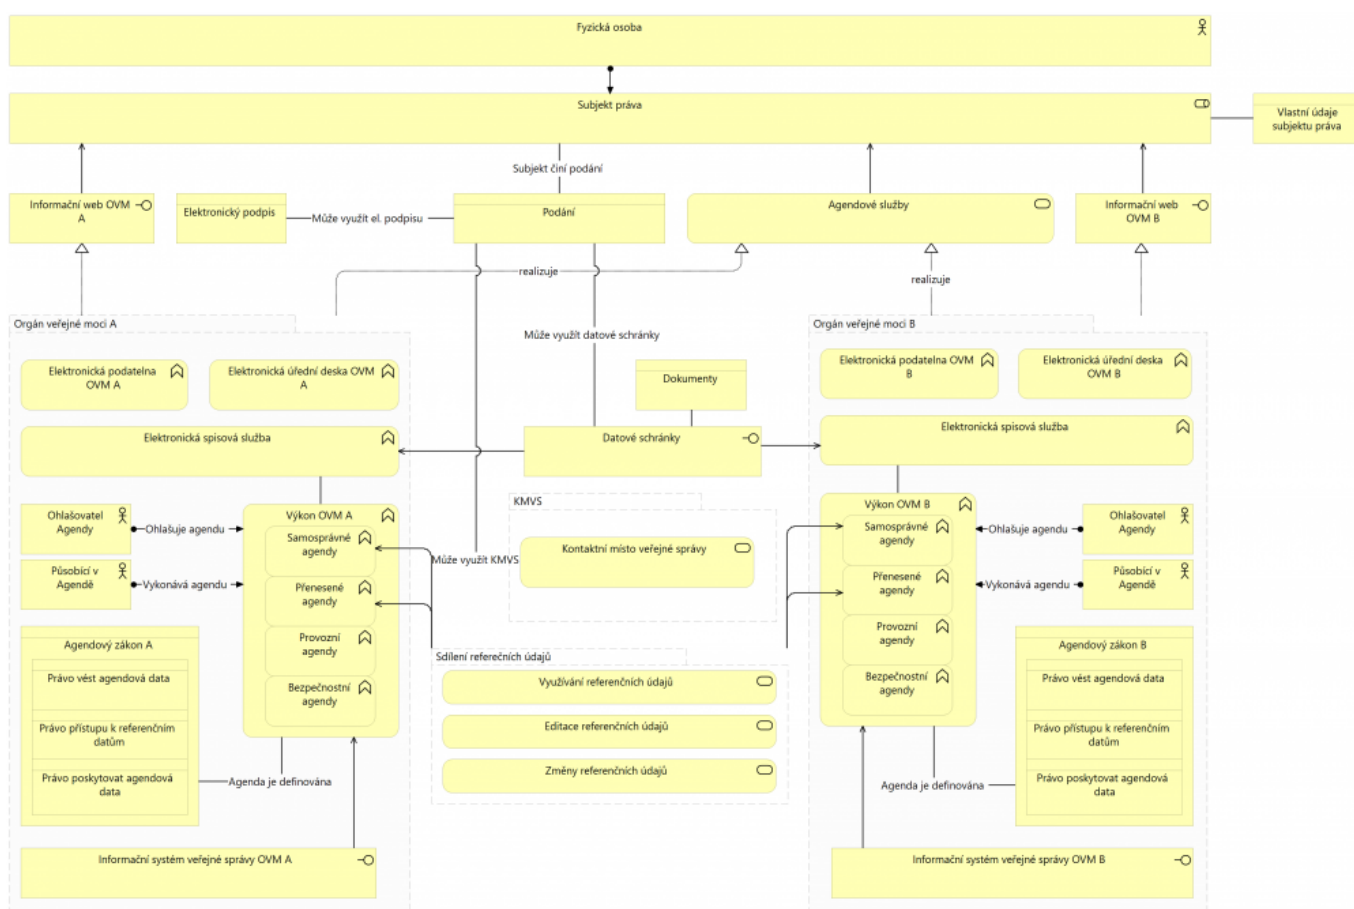 Fyzická osoba
Subjekt práva
Vlastní údaje
subjektu práva
Subjekt činí podání
Informační web OVM
A
Elektronický podpis
Může využít el. podpisu
Podání
Agendové služby
Informační web
OVM B
realizuje
realizuje
Orgán veřejné moci A
Může využít datové schránky
Orgán veřejné moci B
Elektronická podatelna
OVM A
Elektronická úřední deska OVM
A
Dokumenty
Elektronická podatelna OVM
B
Elektronická úřední deska
OVM B
Elektronická spisová služba
Datové schránky
Elektronická spisová služba
KMVS
Kontaktní místo veřejné správy
Může využít KMVS
Ohlašovatel
Agendy
Ohlašuje agendu
Působící v
Agendě
Vykonává agendu
Výkon OVM A
Samosprávné
agendy
Přenesené
agendy
Provozní
agendy
Bezpečnostní
agendy
Výkon OVM B
Samosprávné
agendy
Přenesené
agendy
Provozní
agendy
Bezpečnostní
agendy
Ohlašuje agendu
Ohlašovatel
Agendy
Vykonává agendu
Působící v
Agendě
Agendový zákon A
Právo vést agendová data
Právo přístupu k referenčním
datům
Právo poskytovat agendová
data
Agenda je definována
Sdílení referečních údajů
Využívání referenčních údajů
Editace referenčních údajů
Změny referenčních údajů
Agenda je definována
Agendový zákon B
Právo vést agendová data
Právo přístupu k referenčním
datům
Právo poskytovat agendová
data
Informační systém veřejné správy OVM A
Informační systém veřejné správy OVM B